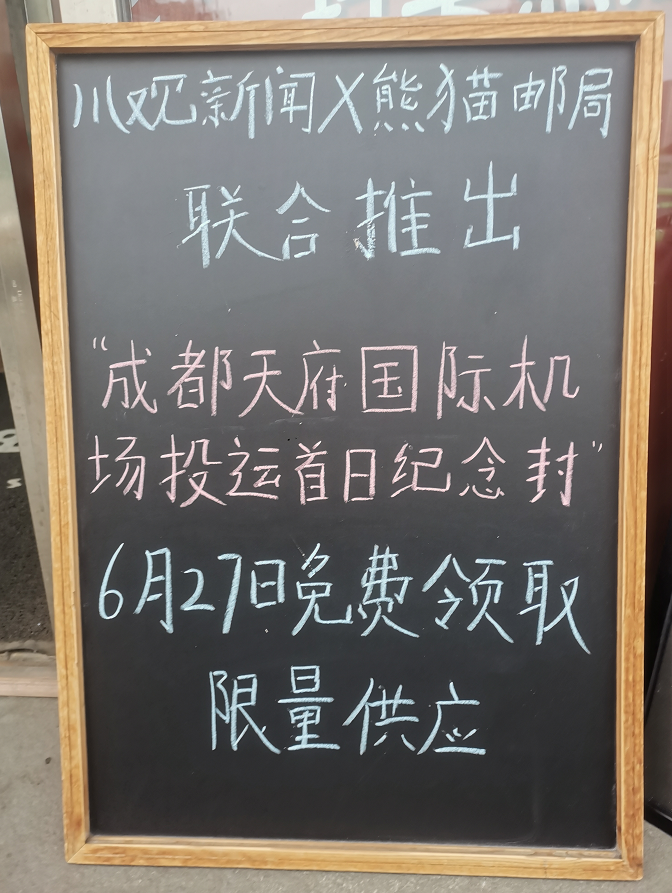 川观新闻X熊猫邮局
联合推出
“成都天府国际机
场投运首日纪念封”
6月27日免费领取
限量供应